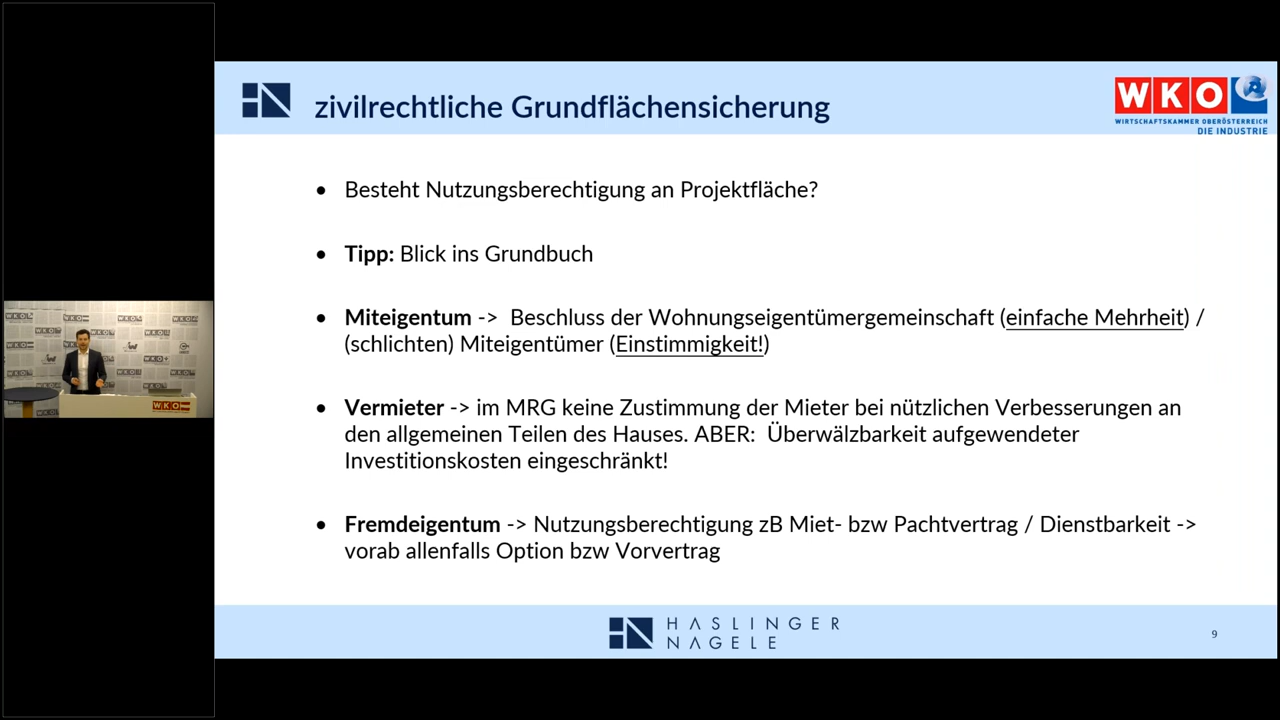 zivilrechtliche Grundflächensicherung
WKO
WIRTSCHAFTSKAMMER OBERÖSTERREICH
DIE INDUSTRIE
• Besteht Nutzungsberechtigung an Projektfläche?
• Tipp: Blick ins Grundbuch
• Miteigentum -> Beschluss der Wohnungseigentümergemeinschaft (einfache Mehrheit) /
(schlichten) Miteigentümer (Einstimmigkeit!)
• Vermieter -> im MRG keine Zustimmung der Mieter bei nützlichen Verbesserungen an
den allgemeinen Teilen des Hauses. ABER: Überwälzbarkeit aufgewendeter
Investitionskosten eingeschränkt!
• Fremdeigentum -> Nutzungsberechtigung zB Miet- bzw Pachtvertrag / Dienstbarkeit ->
vorab allenfalls Option bzw Vorvertrag
HASLINGER
NAGELE
9
WKO